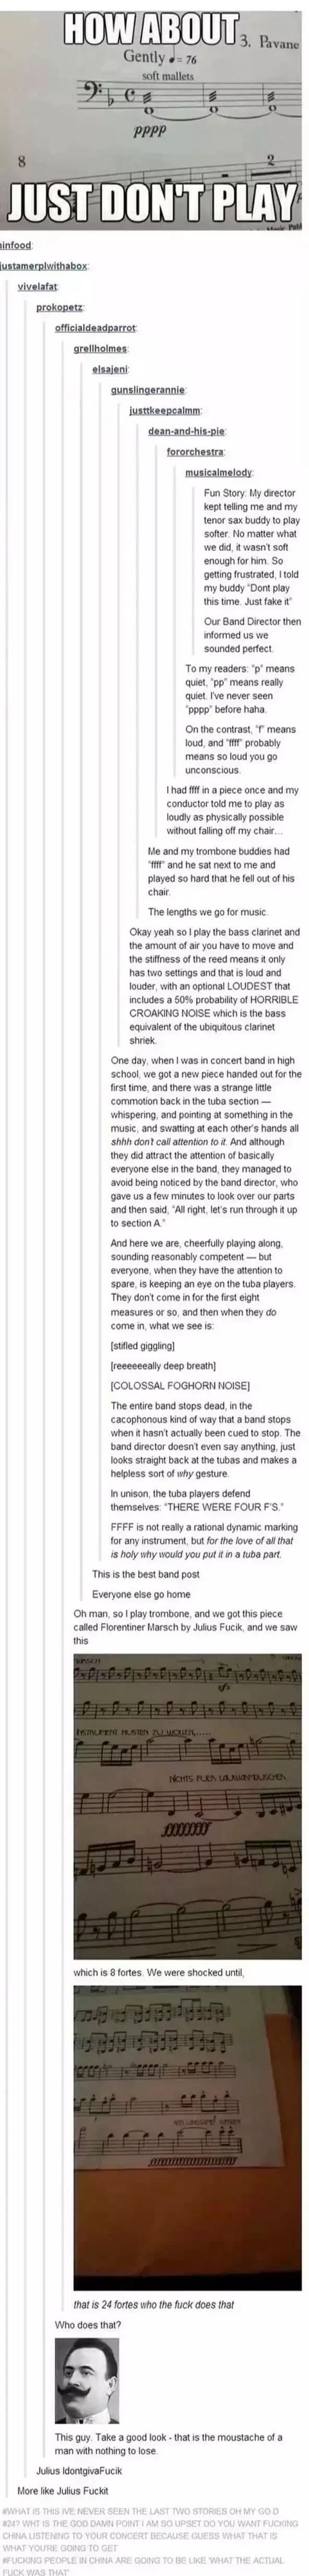 HOW ABOUT
3. Pavane
Gently = 76
soft mallets
pppp
8
2
JUST DON'T PLAY
infood:
justamerplwithabox:
vivelafat:
prokopetz:
officialdeadparrot:
grellholmes:
elsajeni:
gunslingerannie:
justtkeepcalmm:
dean-and-his-pie:
fororchestra:
musicalmelody:
Fun Story: My director
kept telling me and my
tenor sax buddy to play
softer. No matter what
we did, it wasn't soft
enough for him. So
getting frustrated, I told
my buddy "Dont play
this time. Just fake it"
Our Band Director then
informed us we
sounded perfect.
To my readers: "p" means
quiet, "pp" means really
quiet. I've never seen
"pppp" before haha.
On the contrast, "f" means
loud, and "ffff" probably
means so loud you go
unconscious.
I had ffff in a piece once and my
conductor told me to play as
loudly as physically possible
without falling off my chair...
Me and my trombone buddies had
"ffff" and he sat next to me and
played so hard that he fell out of his
chair.
The lengths we go for music.
Okay yeah so I play the bass clarinet and
the amount of air you have to move and
the stiffness of the reed means it only
has two settings and that is loud and
louder, with an optional LOUDEST that
includes a 50% probability of HORRIBLE
CROAKING NOISE which is the bass
equivalent of the ubiquitous clarinet
shriek.
One day, when I was in concert band in high
school, we got a new piece handed out for the
first time, and there was a strange little
commotion back in the tuba section —
whispering, and pointing at something in the
music, and swatting at each other's hands all
shhh don't call attention to it. And although
they did attract the attention of basically
everyone else in the band, they managed to
avoid being noticed by the band director, who
gave us a few minutes to look over our parts
and then said, "All right, let's run through it up
to section A."
And here we are, cheerfully playing along,
sounding reasonably competent — but
everyone, when they have the attention to
spare, is keeping an eye on the tuba players.
They don't come in for the first eight
measures or so, and then when they do
come in, what we see is:
[stifled giggling]
[reeeeeeally deep breath]
[COLOSSAL FOGHORN NOISE]
The entire band stops dead, in the
cacophonous kind of way that a band stops
when it hasn't actually been cued to stop. The
band director doesn't even say anything, just
looks straight back at the tubas and makes a
helpless sort of why gesture.
In unison, the tuba players defend
themselves: "THERE WERE FOUR F'S."
FFFF is not really a rational dynamic marking
for any instrument, but for the love of all that
is holy why would you put it in a tuba part.
This is the best band post
Everyone else go home
Oh man, so I play trombone, and we got this piece
called Florentiner Marsch by Julius Fucik, and we saw
this
INSTRUMENT HUSTEN ZU WOLLEN,.....
ffffffff
which is 8 fortes. We were shocked until,
that is 24 fortes who the fuck does that
Who does that?
This guy. Take a good look - that is the moustache of a
man with nothing to lose.
Julius IdontgivaFucik
More like Julius Fuckit
#WHAT IS THIS IVE NEVER SEEN THE LAST TWO STORIES OH MY GO D
#24? WHT IS THE GOD DAMN POINT I AM SO UPSET DO YOU WANT FUCKING
CHINA LISTENING TO YOUR CONCERT BECAUSE GUESS WHAT THAT IS
WHAT YOU'RE GOING TO GET
#FUCKING PEOPLE IN CHINA ARE GOING TO BE LIKE 'WHAT THE ACTUAL
FUCK WAS THAT'